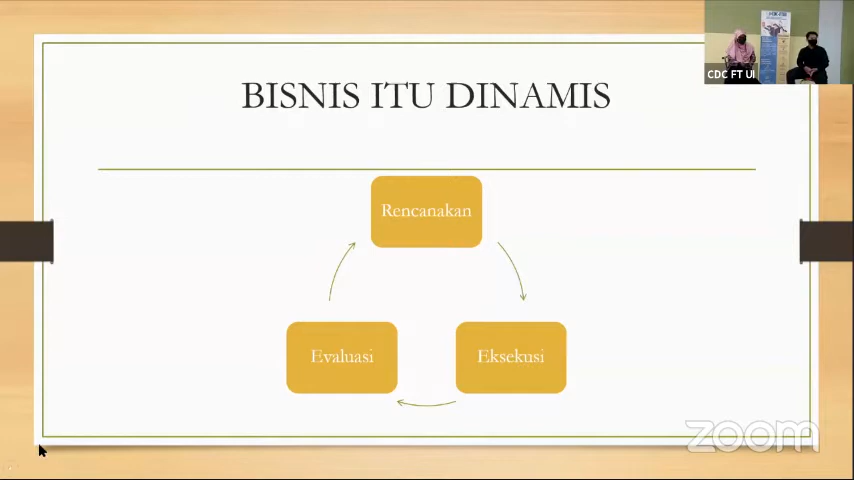 BISNIS ITU DINAMIS
CDC FT UI
Rencanakan
Evaluasi
Eksekusi
zoom